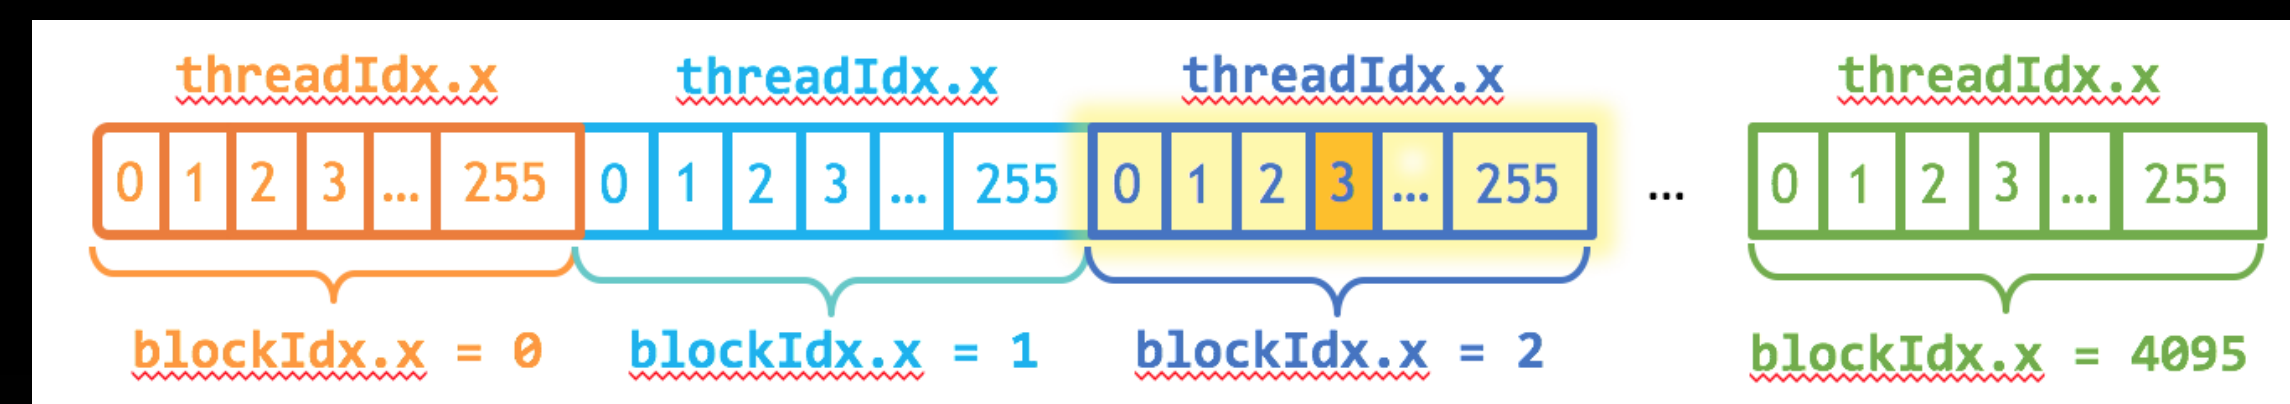 threadIdx.x threadIdx.x threadIdx.x threadIdx.x
0 1 2 3 ... 255 0 1 2 3 ... 255 0 1 2 3 ... 255 ... 0 1 2 3 ... 255
blockIdx.x = 0 blockIdx.x = 1 blockIdx.x = 2 blockIdx.x = 4095